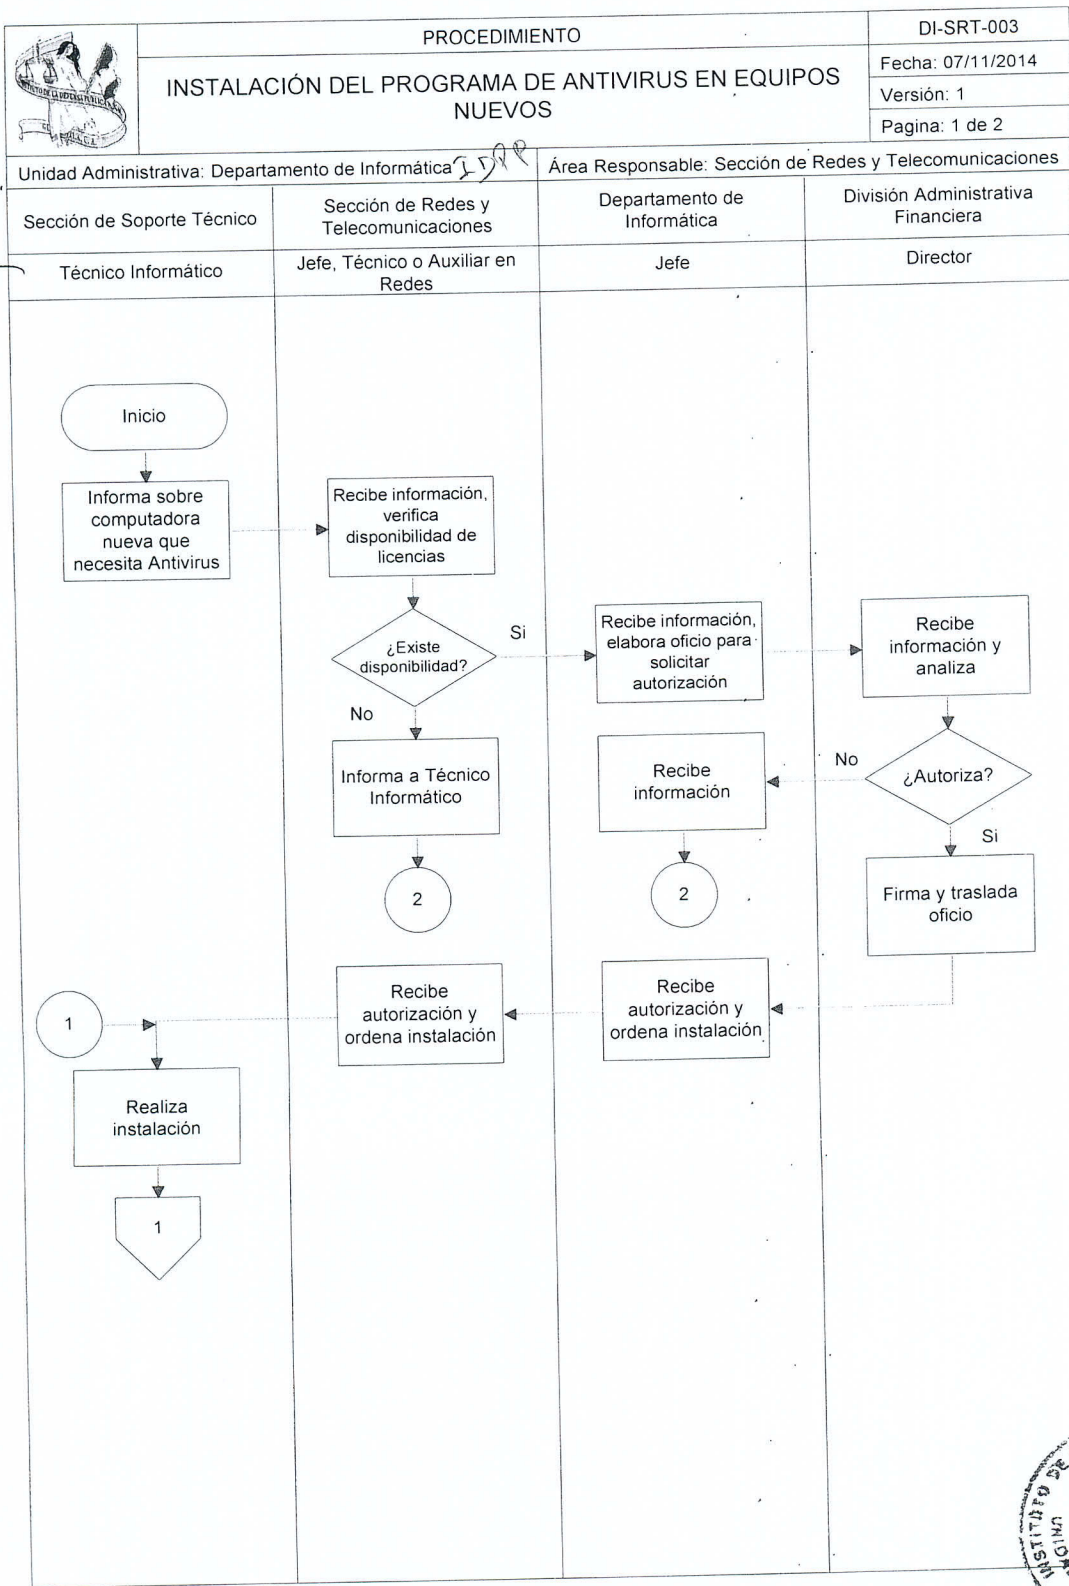 PROCEDIMIENTO
DI-SRT-003
INSTALACIÓN DEL PROGRAMA DE ANTIVIRUS EN EQUIPOS
NUEVOS
Fecha: 07/11/2014
Versión: 1
Pagina: 1 de 2
Unidad Administrativa: Departamento de Informática IDPP
Área Responsable: Sección de Redes y Telecomunicaciones
Sección de Soporte Técnico
Sección de Redes y
Telecomunicaciones
Departamento de
Informática
División Administrativa
Financiera
Técnico Informático
Jefe, Técnico o Auxiliar en
Redes
Jefe
Director
Inicio
Informa sobre
computadora
nueva que
necesita Antivirus
Recibe información,
verifica
disponibilidad de
licencias
¿Existe
disponibilidad?
Si
No
Recibe información,
elabora oficio para
solicitar
autorización
Recibe
información y
analiza
Informa a Técnico
Informático
Recibe
información
No
¿Autoriza?
Si
2
2
Firma y traslada
oficio
1
Recibe
autorización y
ordena instalación
Recibe
autorización y
ordena instalación
Realiza
instalación
1
INSTITUTO DE